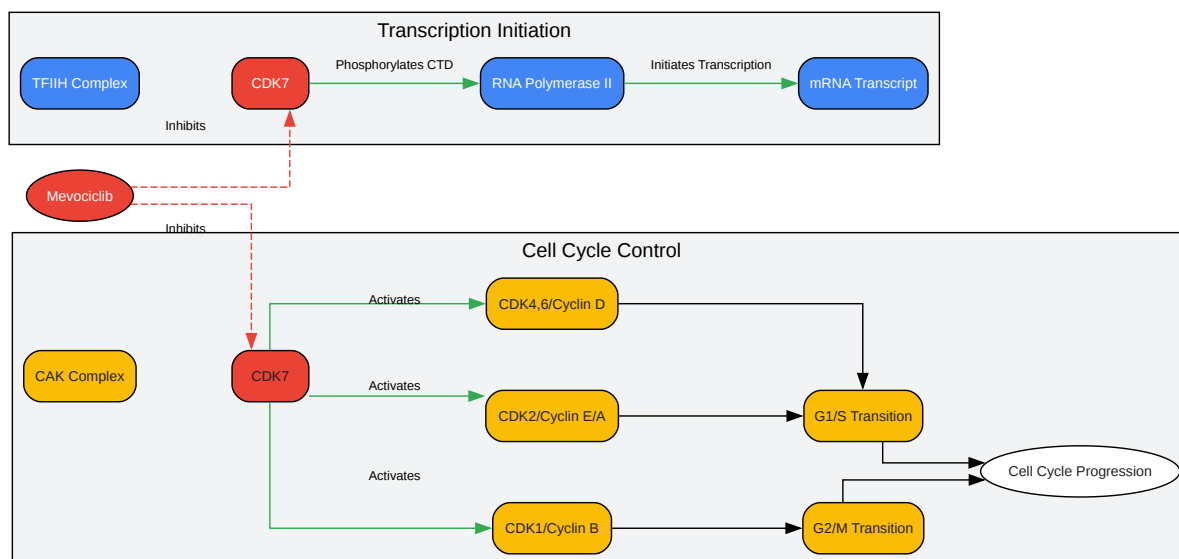 Transcription Initiation
TFIIH Complex
CDK7
Phosphorylates CTD
RNA Polymerase II
Initiates Transcription
mRNA Transcript
Inhibits
Mevociclib
Inhibits
Cell Cycle Control
Activates
CDK4,6/Cyclin D
CAK Complex
CDK7
Activates
CDK2/Cyclin E/A
G1/S Transition
Activates
Cell Cycle Progression
CDK1/Cyclin B
G2/M Transition